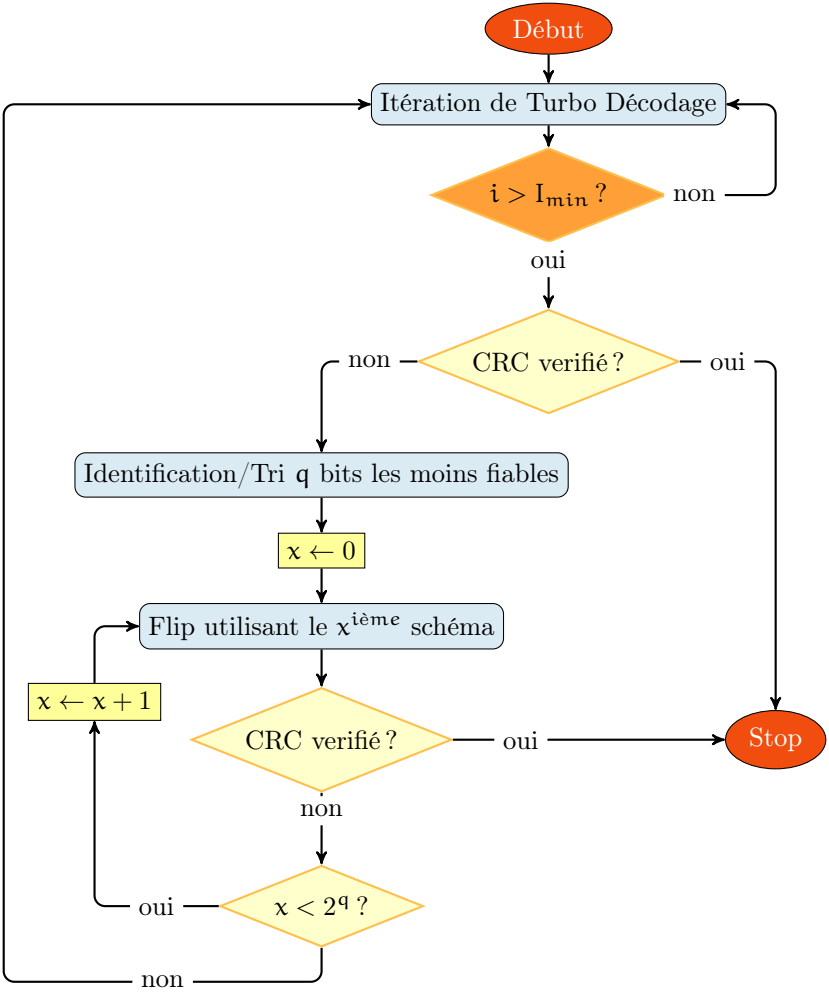 Début
Itération de Turbo Décodage
i > I_min ?
non
oui
CRC verifié ?
non
oui
Identification/Tri q bits les moins fiables
x ← 0
Flip utilisant le x^ième schéma
x ← x + 1
CRC verifié ?
oui
Stop
non
x < 2^q ?
oui
non